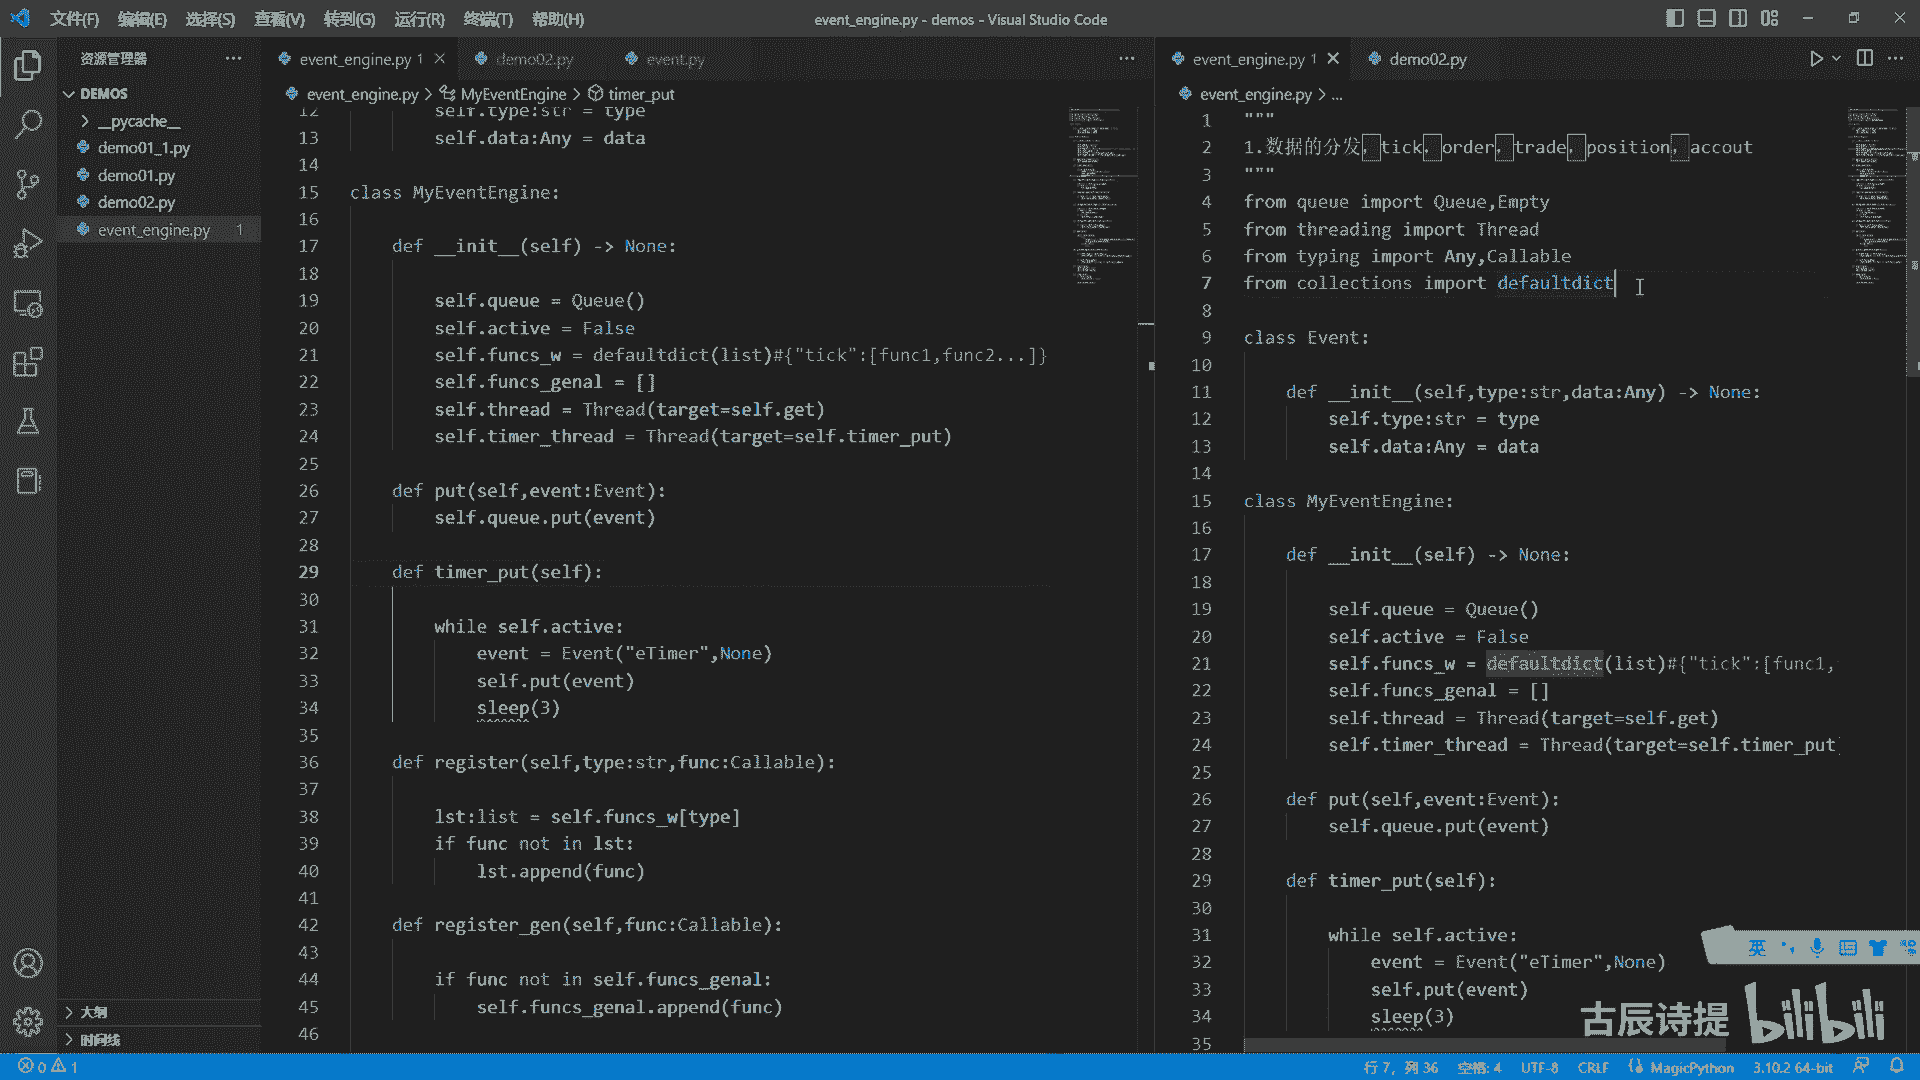 文件(F) 编辑(E) 选择(S) 查看(V) 转到(G) 运行(R) 终端(T) 帮助(H)
event_engine.py - demos - Visual Studio Code
资源管理器
DEMOS
__pycache__
demo01_1.py
demo01.py
demo02.py
event_engine.py 1
大纲
时间线
event_engine.py 1 demo02.py event.py
event_engine.py > MyEventEngine > timer_put
12 self.type:str = type
13 self.data:Any = data
14
15 class MyEventEngine:
16
17 def __init__(self) -> None:
18
19 self.queue = Queue()
20 self.active = False
21 self.funcs_w = defaultdict(list)#{"tick":[func1,func2...]}
22 self.funcs_genal = []
23 self.thread = Thread(target=self.get)
24 self.timer_thread = Thread(target=self.timer_put)
25
26 def put(self,event:Event):
27 self.queue.put(event)
28
29 def timer_put(self):
30
31 while self.active:
32 event = Event("eTimer",None)
33 self.put(event)
34 sleep(3)
35
36 def register(self,type:str,func:Callable):
37
38 lst:list = self.funcs_w[type]
39 if func not in lst:
40 lst.append(func)
41
42 def register_gen(self,func:Callable):
43
44 if func not in self.funcs_genal:
45 self.funcs_genal.append(func)
46
event_engine.py 1 demo02.py
event_engine.py > ...
1 """
2 1.数据的分发，tick，order，trade，position，accout
3 """
4 from queue import Queue,Empty
5 from threading import Thread
6 from typing import Any,Callable
7 from collections import defaultdict
8
9 class Event:
10
11 def __init__(self,type:str,data:Any) -> None:
12 self.type:str = type
13 self.data:Any = data
14
15 class MyEventEngine:
16
17 def __init__(self) -> None:
18
19 self.queue = Queue()
20 self.active = False
21 self.funcs_w = defaultdict(list)#{"tick":[func1,
22 self.funcs_genal = []
23 self.thread = Thread(target=self.get)
24 self.timer_thread = Thread(target=self.timer_put
25
26 def put(self,event:Event):
27 self.queue.put(event)
28
29 def timer_put(self):
30
31 while self.active:
32 event = Event("eTimer",None)
33 self.put(event)
34 sleep(3)
35
英
古辰诗提 bilibili
0 1
行 7，列 36 空格: 4 UTF-8 CRLF MagicPython 3.10.2 64-bit